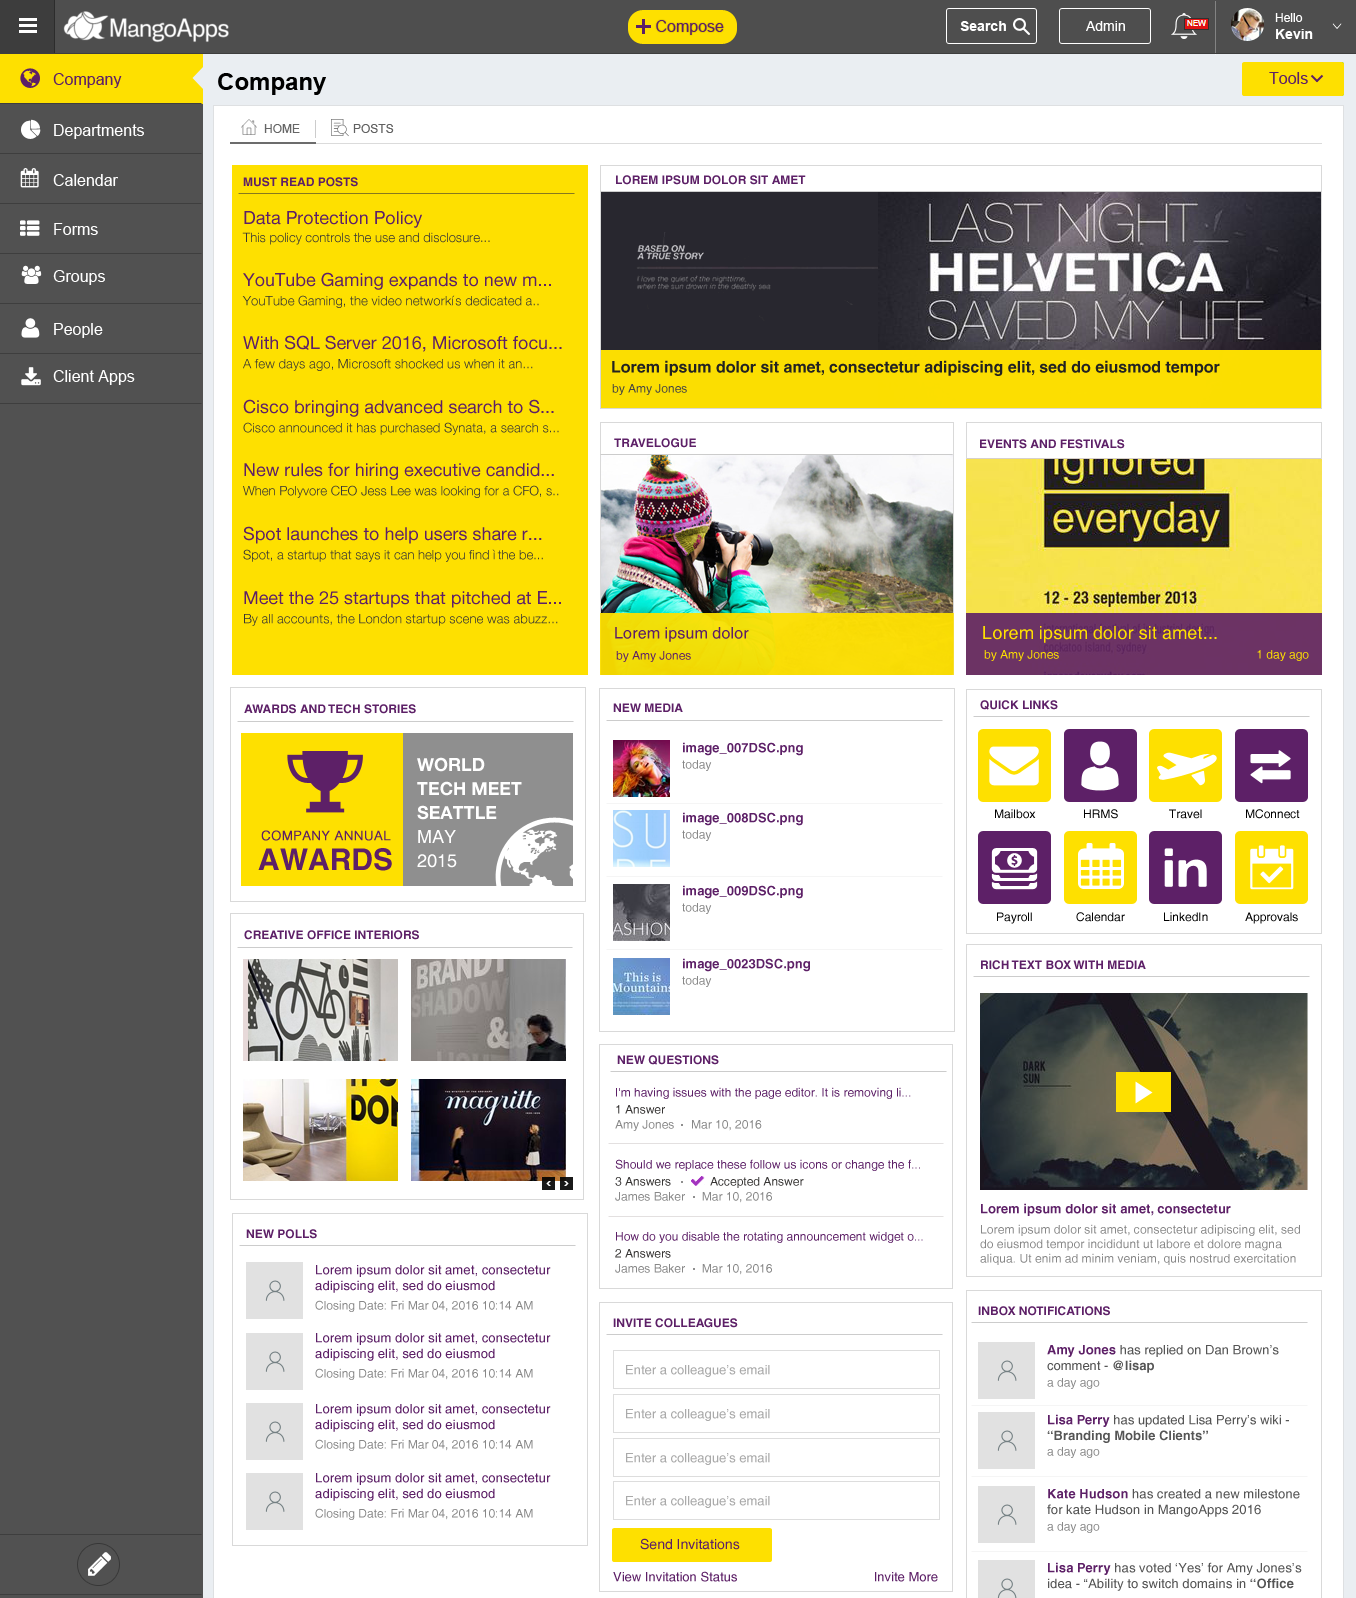 MangoApps
Compose
Search
Admin
NEW
Hello
Kevin
Company
Departments
Calendar
Forms
Groups
People
Client Apps
Company
Tools
HOME
POSTS
MUST READ POSTS
Data Protection Policy
This policy controls the use and disclosure...
YouTube Gaming expands to new m...
YouTube Gaming, the video networkís dedicated a..
With SQL Server 2016, Microsoft focu...
A few days ago, Microsoft shocked us when it an...
Cisco bringing advanced search to S...
Cisco announced it has purchased Synata, a search s...
New rules for hiring executive candid...
When Polyvore CEO Jess Lee was looking for a CFO, s..
Spot launches to help users share r...
Spot, a startup that says it can help you find ì the be...
Meet the 25 startups that pitched at E...
By all accounts, the London startup scene was abuzz...
LOREM IPSUM DOLOR SIT AMET
BASED ON
A TRUE STORY
I love the quiet of the nighttime,
when the sun drown in the deathly sea
LAST NIGHT
HELVETICA
SAVED MY LIFE
Lorem ipsum dolor sit amet, consectetur adipiscing elit, sed do eiusmod tempor
by Amy Jones
TRAVELOGUE
Lorem ipsum dolor
by Amy Jones
EVENTS AND FESTIVALS
ignored
everyday
12 - 23 september 2013
Lorem ipsum dolor sit amet...
by Amy Jones
1 day ago
AWARDS AND TECH STORIES
COMPANY ANNUAL
AWARDS
WORLD
TECH MEET
SEATTLE
MAY
2015
NEW MEDIA
image_007DSC.png
today
image_008DSC.png
today
image_009DSC.png
today
ASHION
image_0023DSC.png
today
This is
Mountains
QUICK LINKS
Mailbox
HRMS
Travel
MConnect
Payroll
Calendar
LinkedIn
Approvals
CREATIVE OFFICE INTERIORS
BRANDY
SHADOW
IT'S
DON
magritte
RICH TEXT BOX WITH MEDIA
DARK
SUN
Lorem ipsum dolor sit amet, consectetur
Lorem ipsum dolor sit amet, consectetur adipiscing elit, sed
do eiusmod tempor incididunt ut labore et dolore magna
aliqua. Ut enim ad minim veniam, quis nostrud exercitation
NEW QUESTIONS
I'm having issues with the page editor. It is removing li...
1 Answer
Amy Jones · Mar 10, 2016
Should we replace these follow us icons or change the f...
3 Answers · Accepted Answer
James Baker · Mar 10, 2016
How do you disable the rotating announcement widget o...
2 Answers
James Baker · Mar 10, 2016
NEW POLLS
Lorem ipsum dolor sit amet, consectetur
adipiscing elit, sed do eiusmod
Closing Date: Fri Mar 04, 2016 10:14 AM
Lorem ipsum dolor sit amet, consectetur
adipiscing elit, sed do eiusmod
Closing Date: Fri Mar 04, 2016 10:14 AM
Lorem ipsum dolor sit amet, consectetur
adipiscing elit, sed do eiusmod
Closing Date: Fri Mar 04, 2016 10:14 AM
Lorem ipsum dolor sit amet, consectetur
adipiscing elit, sed do eiusmod
Closing Date: Fri Mar 04, 2016 10:14 AM
INVITE COLLEAGUES
Enter a colleague's email
Enter a colleague's email
Enter a colleague's email
Enter a colleague's email
Send Invitations
View Invitation Status
Invite More
INBOX NOTIFICATIONS
Amy Jones has replied on Dan Brown's
comment - @lisap
a day ago
Lisa Perry has updated Lisa Perry's wiki -
“Branding Mobile Clients”
a day ago
Kate Hudson has created a new milestone
for kate Hudson in MangoApps 2016
a day ago
Lisa Perry has voted ‘Yes’ for Amy Jones's
idea - “Ability to switch domains in “Office